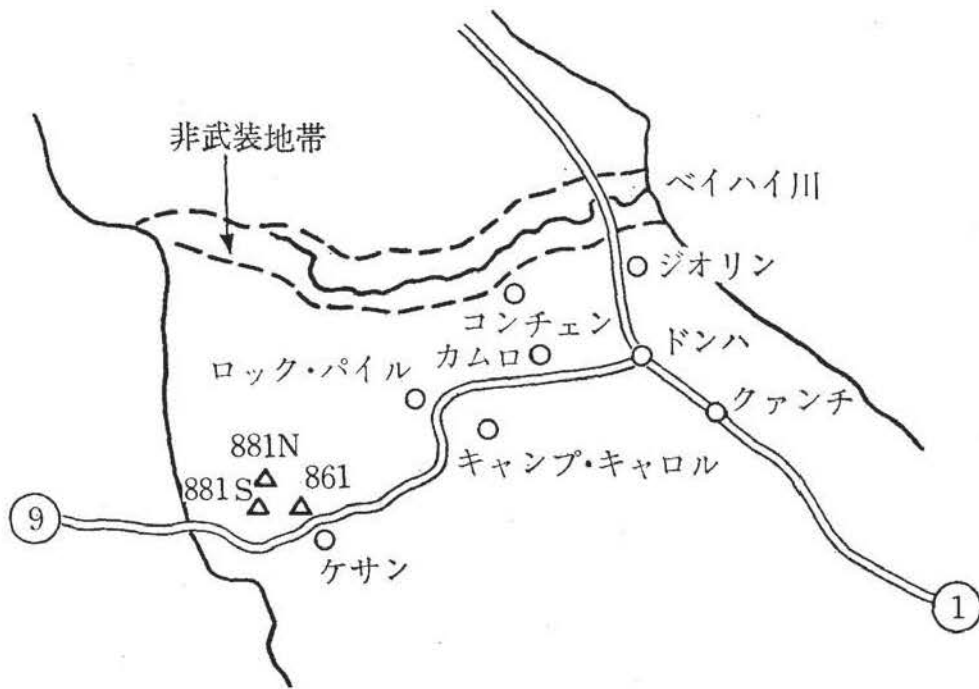 非武装地帯
ベイハイ川
ジオリン
コンチェン
カムロ
ドンハ
ロック・パイル
クァンチ
キャンプ・キャロル
881N
881S
861
9
ケサン
1